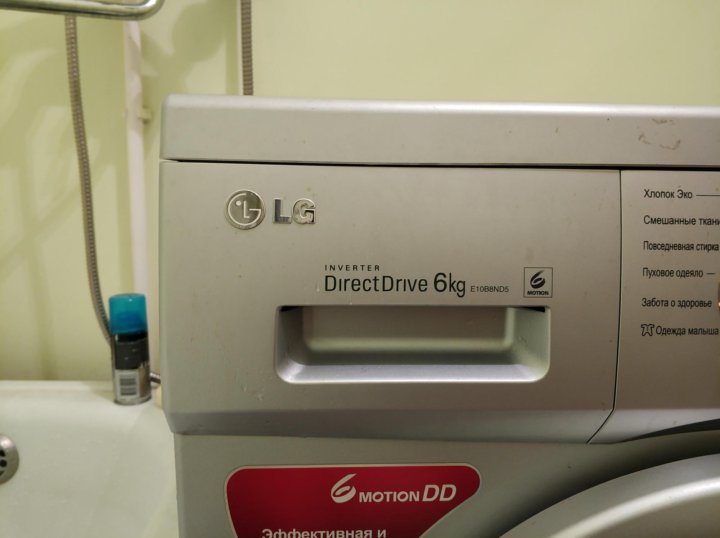 LG
INVERTER
DirectDrive 6kg E10B8ND5
6 MOTION
Хлопок Эко
Смешанные ткани
Повседневная стирка
Пуховое одеяло
Забота о здоровье
Одежда малыша
6 MOTION DD
Эффективная и